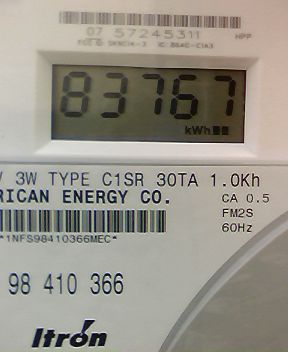 07 57245311 HPP
83767
kWh
V 3W TYPE C1SR 30TA 1.0Kh
RICAN ENERGY CO. CA 0.5
FM2S
*1NFS98410366MEC* 60Hz
98 410 366
Itron